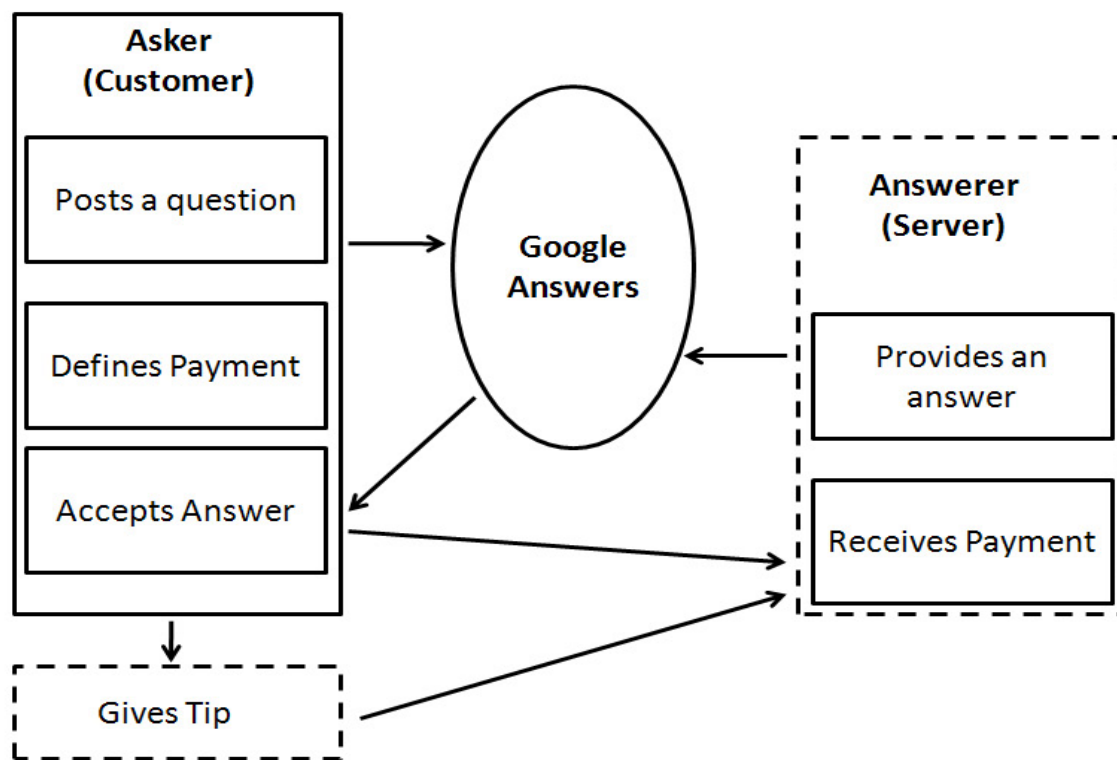 Asker
(Customer)
Posts a question
Defines Payment
Accepts Answer
Gives Tip
Google
Answers
Answerer
(Server)
Provides an
answer
Receives Payment